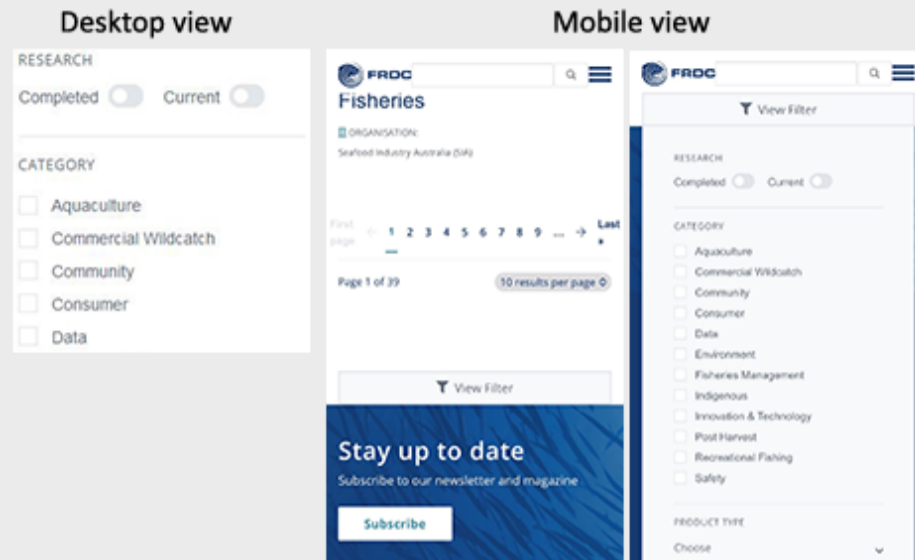 Desktop view
Mobile view
RESEARCH
Completed Current
CATEGORY
Aquaculture
Commercial Wildcatch
Community
Consumer
Data
FRDC
Fisheries
ORGANISATION:
Seafood Industry Australia (SIA)
First page ← 1 2 3 4 5 6 7 8 9 ... → Last »
Page 1 of 39 10 results per page
View Filter
Stay up to date
Subscribe to our newsletter and magazine
Subscribe
FRDC
View Filter
RESEARCH
Completed Current
CATEGORY
Aquaculture
Commercial Wildcatch
Community
Consumer
Data
Environment
Fisheries Management
Indigenous
Innovation & Technology
Post Harvest
Recreational Fishing
Safety
PRODUCT TYPE
Choose